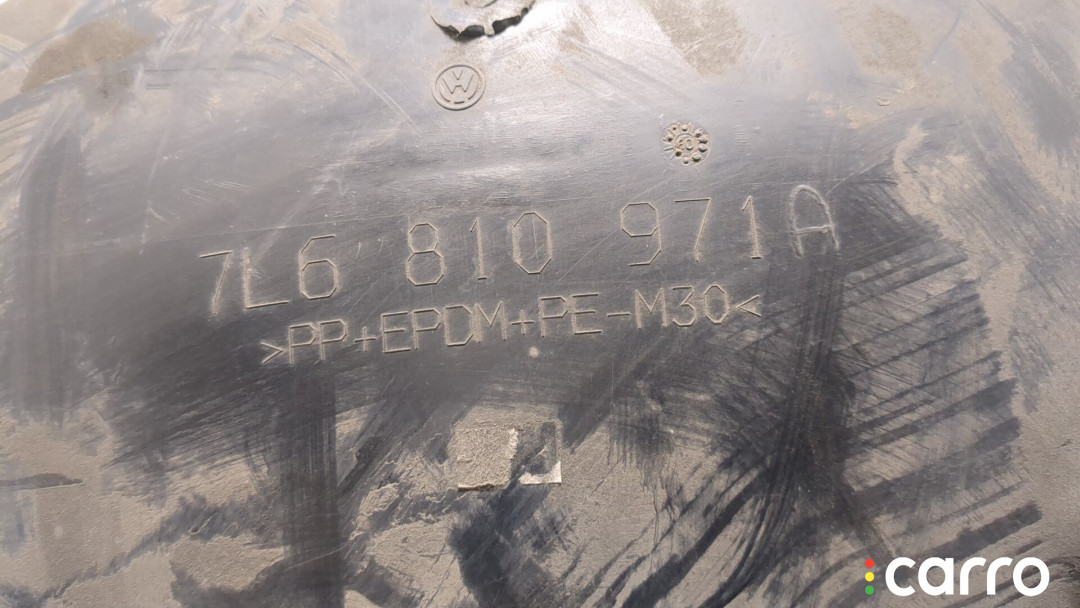 7L6 810 971A
>PP+EPDM+PE-M30<
carro